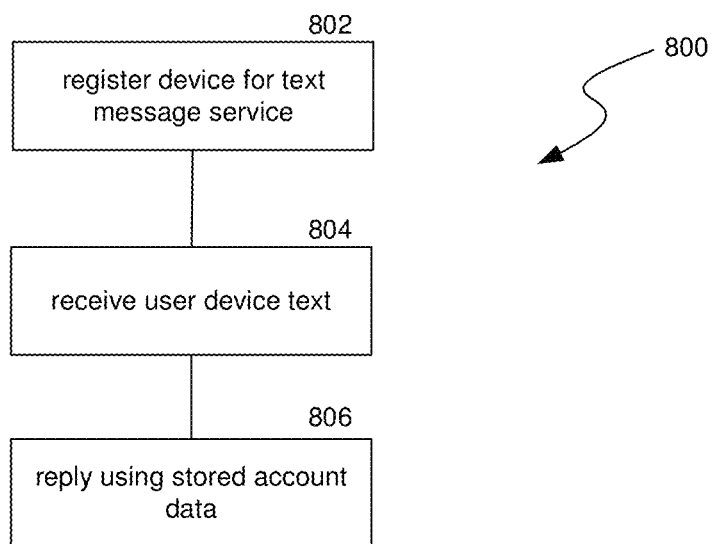 802
800
register device for text
message service
804
receive user device text
806
reply using stored account
data